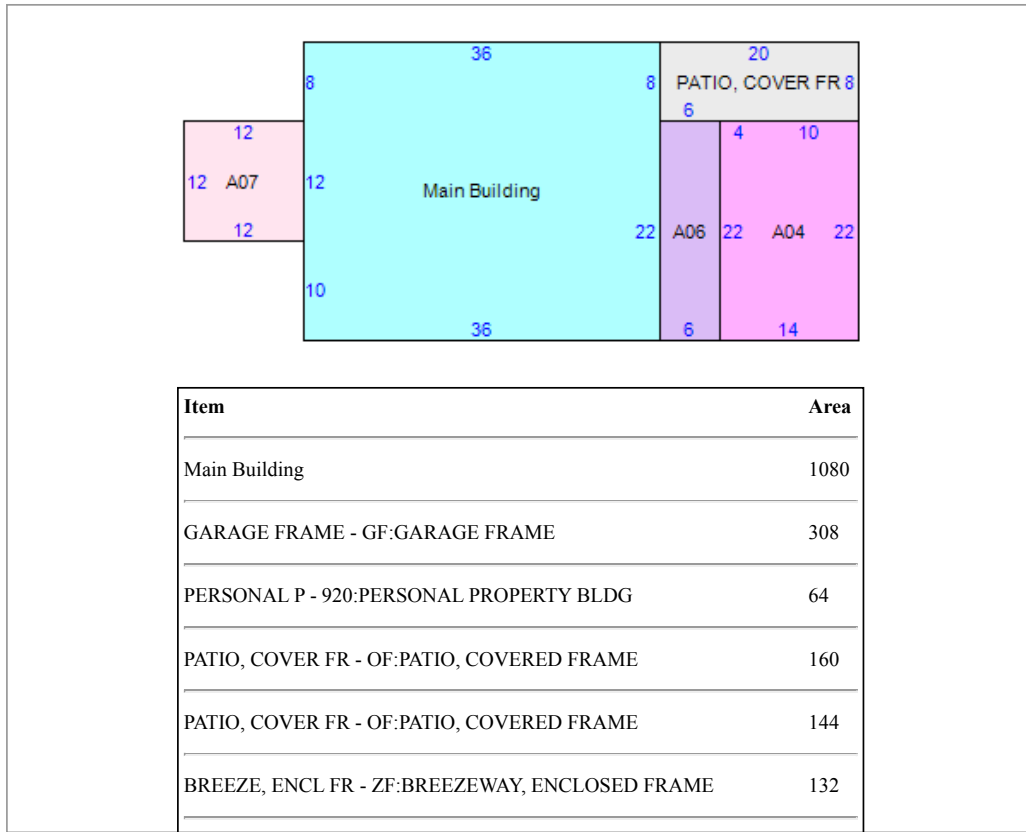 36
20
8
8
PATIO, COVER FR 8
6
12
4
10
12
A07
12
Main Building
22
A06
22
A04
22
12
10
36
6
14
Item Area
Main Building 1080
GARAGE FRAME - GF:GARAGE FRAME 308
PERSONAL P - 920:PERSONAL PROPERTY BLDG 64
PATIO, COVER FR - OF:PATIO, COVERED FRAME 160
PATIO, COVER FR - OF:PATIO, COVERED FRAME 144
BREEZE, ENCL FR - ZF:BREEZEWAY, ENCLOSED FRAME 132